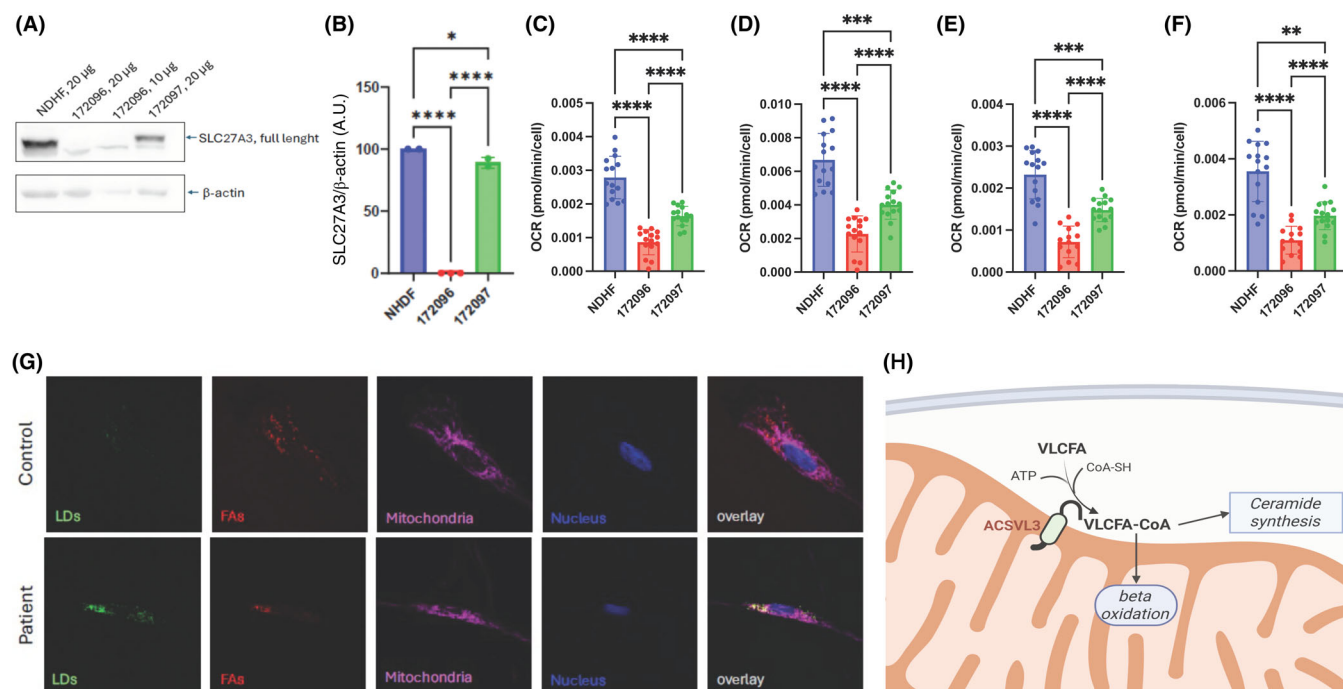 (A)
NDHF, 20 µg
172096, 20 µg
172096, 10 µg
172097, 20 µg
SLC27A3, full lenght
β-actin
(B)
SLC27A3/β-actin (A.U.)
150
100
50
0
*
****
****
NHDF
172096
172097
(C)
OCR (pmol/min/cell)
0.005
0.004
0.003
0.002
0.001
0.000
****
****
****
NDHF
172096
172097
(D)
OCR (pmol/min/cell)
0.010
0.008
0.006
0.004
0.002
0.000
***
****
****
NDHF
172096
172097
(E)
OCR (pmol/min/cell)
0.004
0.003
0.002
0.001
0.000
***
****
****
NDHF
172096
172097
(F)
OCR (pmol/min/cell)
0.006
0.004
0.002
0.000
**
****
****
NDHF
172096
172097
(G)
Control
LDs
FAs
Mitochondria
Nucleus
overlay
Patient
LDs
FAs
Mitochondria
Nucleus
overlay
(H)
VLCFA
ATP
CoA-SH
ACSVL3
VLCFA-CoA
Ceramide
synthesis
beta
oxidation